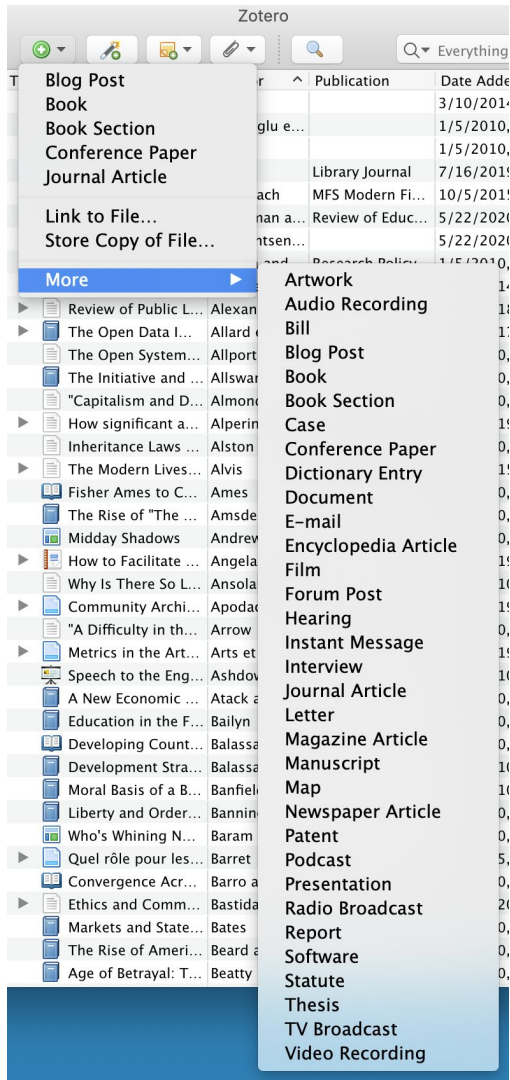 Zotero
Everything
Publication Date Adde
Blog Post
Book
Book Section
Conference Paper
Journal Article
Link to File...
Store Copy of File...
More
3/10/2014
glu e... 1/5/2010,
1/5/2010,
Library Journal 7/16/2019
ach MFS Modern Fi... 10/5/2015
man a... Review of Educ... 5/22/2020
ntsen... 5/22/2020
Review of Public L... Alexan
The Open Data I... Allard e
The Open System... Allport
The Initiative and ... Allswar
"Capitalism and D... Almond
How significant a... Alperin
Inheritance Laws ... Alston
The Modern Lives... Alvis
Fisher Ames to C... Ames
The Rise of "The ... Amsde
Midday Shadows Andrew
How to Facilitate ... Angela
Why Is There So L... Ansola
Community Archi... Apodac
"A Difficulty in th... Arrow
Metrics in the Art... Arts et
Speech to the Eng... Ashdow
A New Economic ... Atack a
Education in the F... Bailyn
Developing Count... Balassa
Development Stra... Balassa
Moral Basis of a B... Banfiel
Liberty and Order... Bannin
Who's Whining N... Baram
Quel rôle pour les... Barret
Convergence Acr... Barro a
Ethics and Comm... Bastida
Markets and State... Bates
The Rise of Ameri... Beard a
Age of Betrayal: T... Beatty
Artwork
Audio Recording
Bill
Blog Post
Book
Book Section
Case
Conference Paper
Dictionary Entry
Document
E-mail
Encyclopedia Article
Film
Forum Post
Hearing
Instant Message
Interview
Journal Article
Letter
Magazine Article
Manuscript
Map
Newspaper Article
Patent
Podcast
Presentation
Radio Broadcast
Report
Software
Statute
Thesis
TV Broadcast
Video Recording